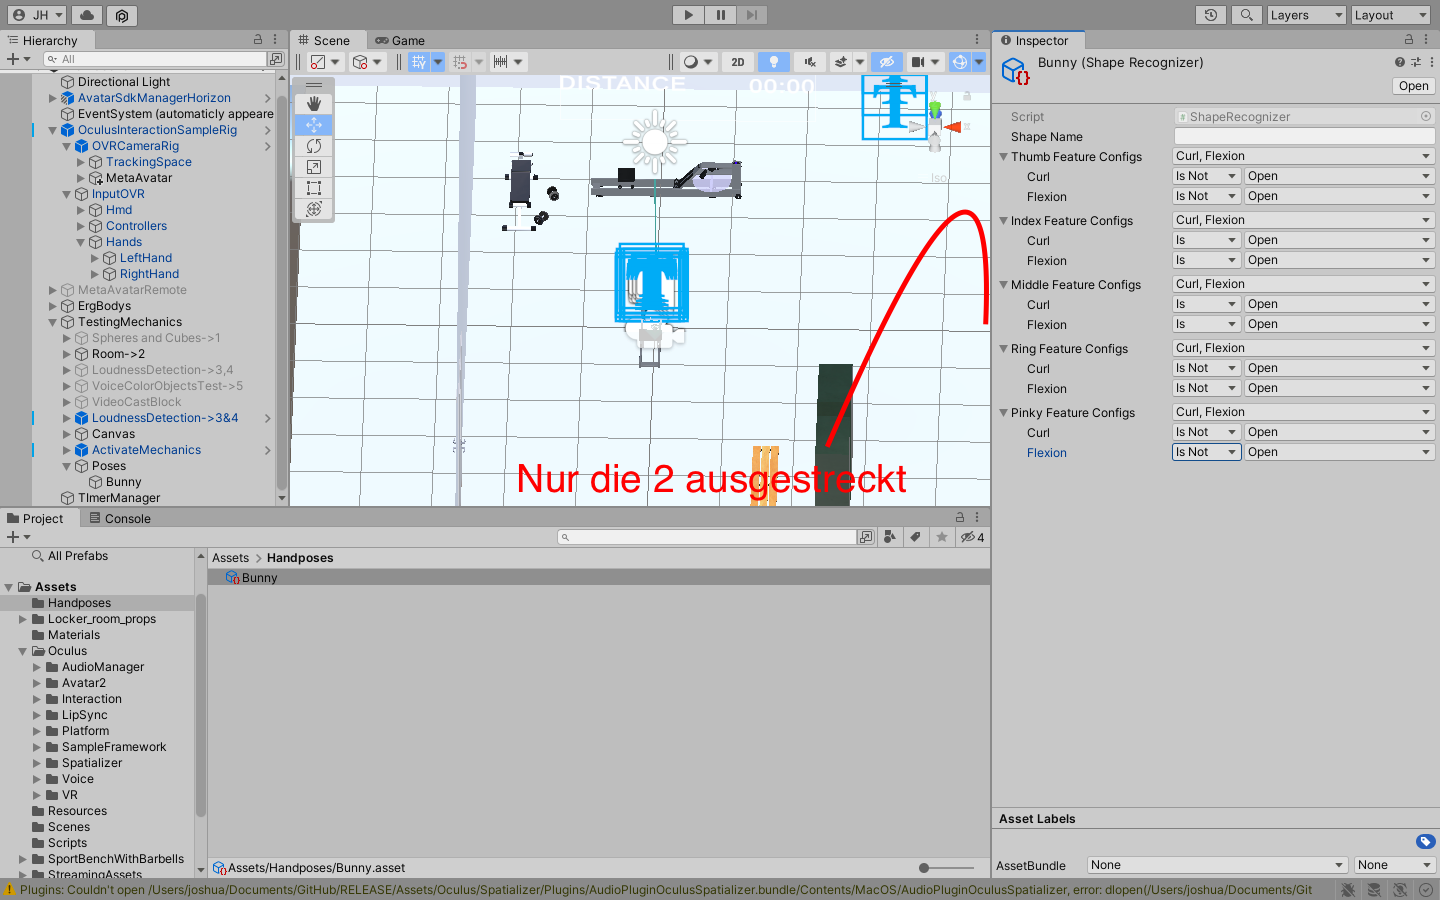 JH
Layers
Layout
Hierarchy
All
Directional Light
AvatarSdkManagerHorizon
EventSystem (automaticly appeare
OculusInteractionSampleRig
OVRCameraRig
TrackingSpace
MetaAvatar
InputOVR
Hmd
Controllers
Hands
LeftHand
RightHand
MetaAvatarRemote
ErgBodys
TestingMechanics
Spheres and Cubes->1
Room->2
LoudnessDetection->3,4
VoiceColorObjectsTest->5
VideoCastBlock
LoudnessDetection->3&4
Canvas
ActivateMechanics
Poses
Bunny
TImerManager
Scene
Game
2D
DISTANCE
00:00
Iso
Nur die 2 ausgestreckt
Inspector
Bunny (Shape Recognizer)
Open
Script
ShapeRecognizer
Shape Name
Thumb Feature Configs
Curl, Flexion
Curl
Is Not
Open
Flexion
Is Not
Open
Index Feature Configs
Curl, Flexion
Curl
Is
Open
Flexion
Is
Open
Middle Feature Configs
Curl, Flexion
Curl
Is
Open
Flexion
Is
Open
Ring Feature Configs
Curl, Flexion
Curl
Is Not
Open
Flexion
Is Not
Open
Pinky Feature Configs
Curl, Flexion
Curl
Is Not
Open
Flexion
Is Not
Open
Asset Labels
AssetBundle
None
None
Project
Console
4
All Prefabs
Assets
Handposes
Locker_room_props
Materials
Oculus
AudioManager
Avatar2
Interaction
LipSync
Platform
SampleFramework
Spatializer
Voice
VR
Resources
Scenes
Scripts
SportBenchWithBarbells
StreamingAssets
Assets > Handposes
Bunny
Assets/Handposes/Bunny.asset
Plugins: Couldn't open /Users/joshua/Documents/GitHub/RELEASE/Assets/Oculus/Spatializer/Plugins/AudioPluginOculusSpatializer.bundle/Contents/MacOS/AudioPluginOculusSpatializer, error: dlopen(/Users/joshua/Documents/Git